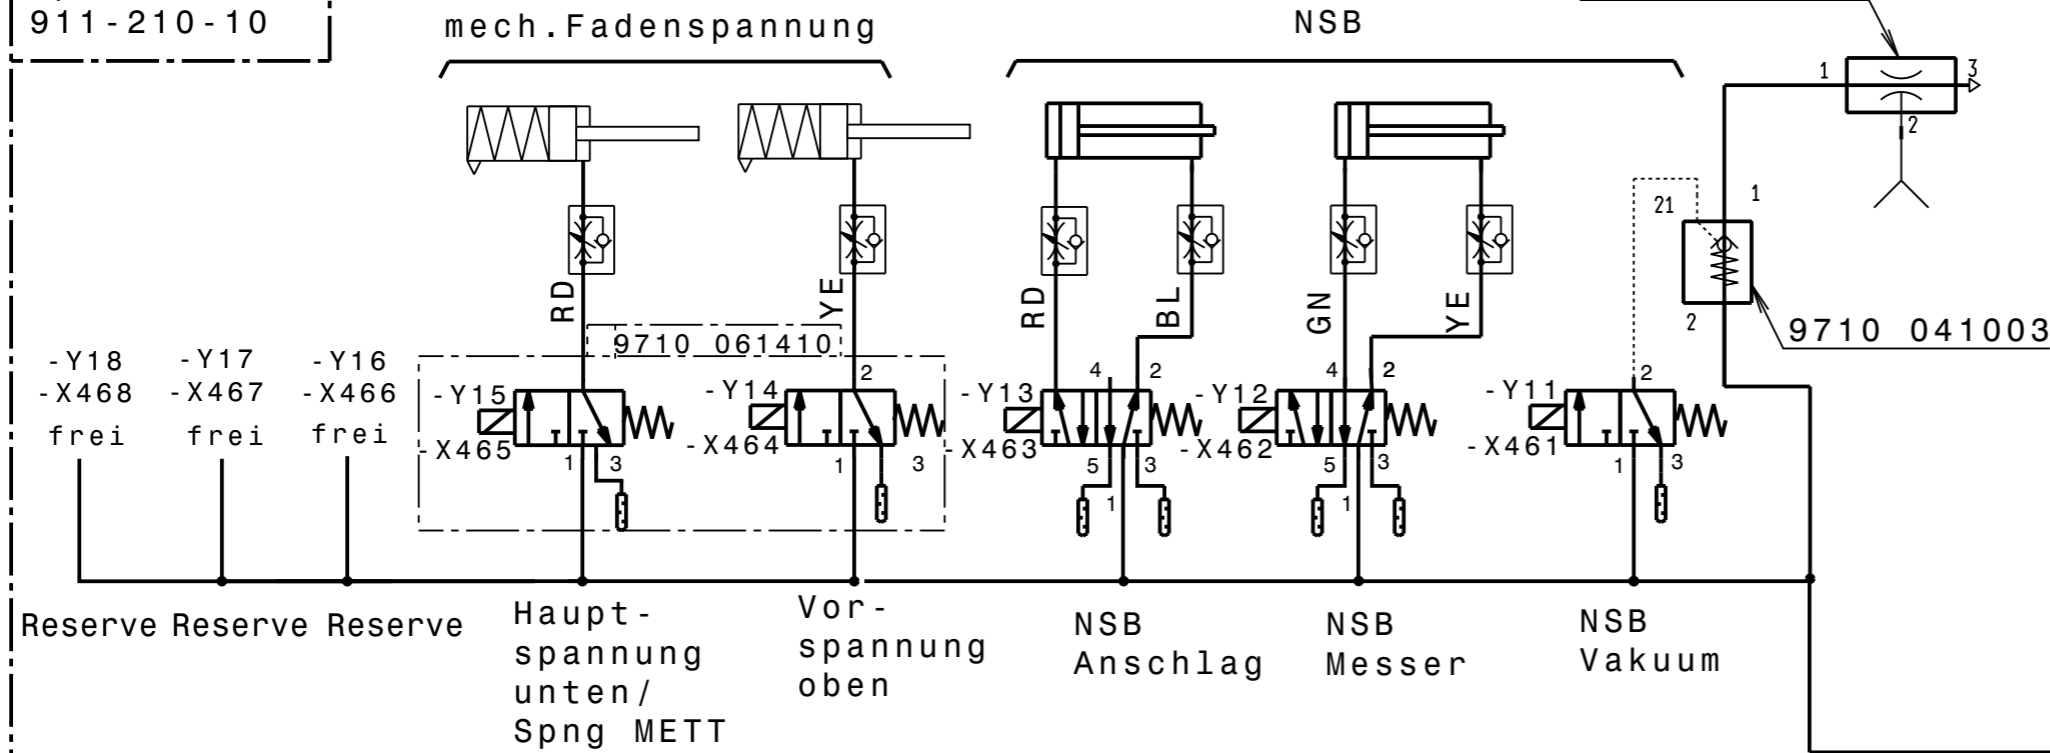 911-210-10
mech.Fadenspannung
NSB
1
3
2
21
1
2
9710 041003
RD
YE
RD
BL
GN
YE
9710 061410
-Y18
-X468
frei
-Y17
-X467
frei
-Y16
-X466
frei
-Y15
-X465
1
3
-Y14
-X464
2
1
3
-Y13
-X463
4
2
5
1
3
-Y12
-X462
4
2
5
1
3
-Y11
-X461
2
1
3
Reserve
Reserve
Reserve
Haupt-
spannung
unten/
Spng METT
Vor-
spannung
oben
NSB
Anschlag
NSB
Messer
NSB
Vakuum